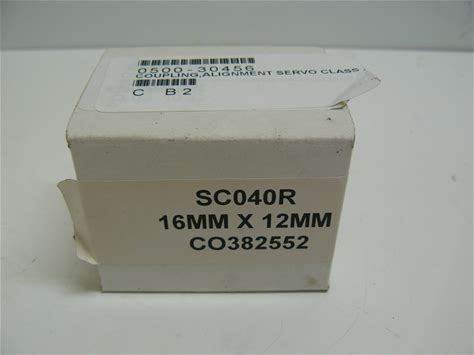 0500-30456
COUPLING,ALIGNMENT SERVO CLASS
C B2
SC040R
16MM X 12MM
CO382552